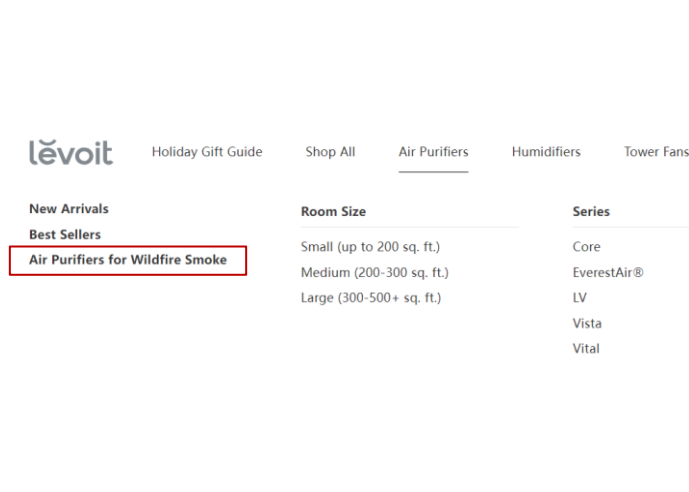 lĕvoit Holiday Gift Guide Shop All Air Purifiers Humidifiers Tower Fans
New Arrivals
Best Sellers
Air Purifiers for Wildfire Smoke
Room Size
Small (up to 200 sq. ft.)
Medium (200-300 sq. ft.)
Large (300-500+ sq. ft.)
Series
Core
EverestAir®
LV
Vista
Vital